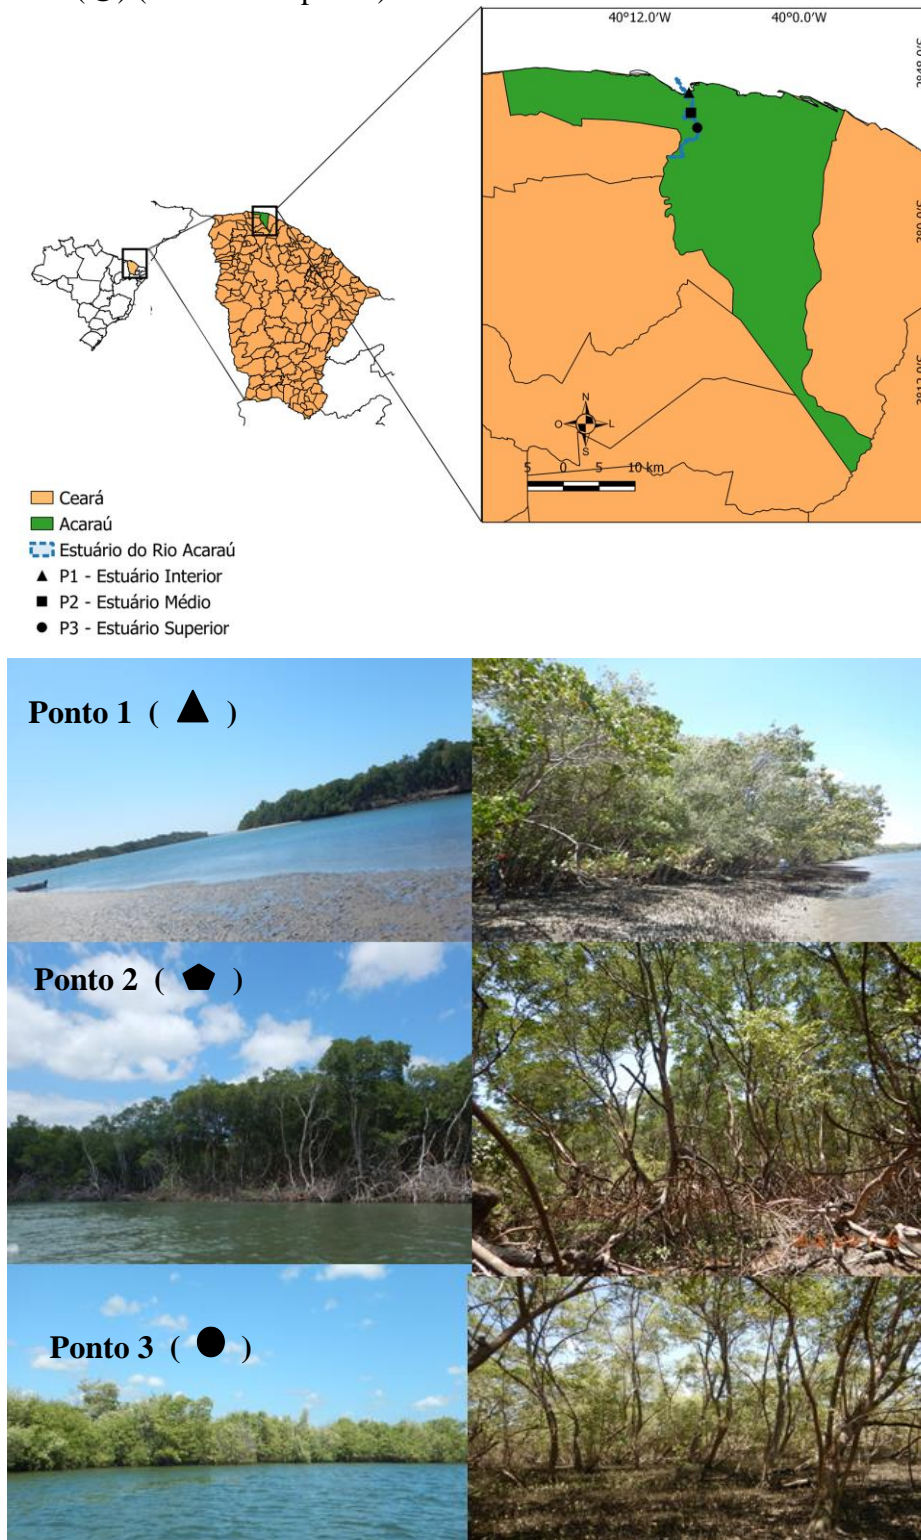 40°12.0'W 40°0.0'W
N
O L
S
5 0 5 10 km
Ceará
Acaraú
Estuário do Rio Acaraú
P1 - Estuário Interior
P2 - Estuário Médio
P3 - Estuário Superior
Ponto 1 ( ▲ )
Ponto 2 ( ⬟ )
Ponto 3 ( ● )